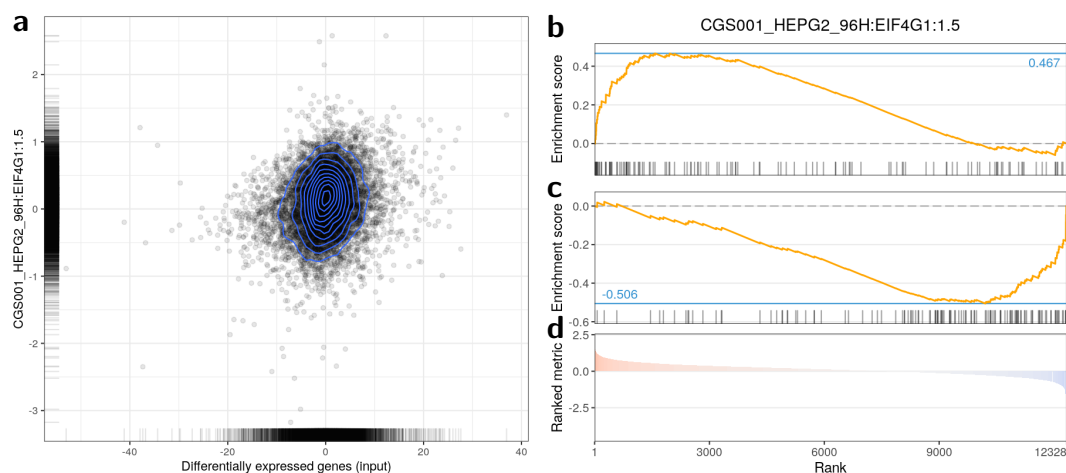 a
CGS001_HEPG2_96H:EIF4G1:1.5
2
1
0
-1
-2
-3
-40
-20
0
20
40
Differentially expressed genes (input)
CGS001_HEPG2_96H:EIF4G1:1.5
b
Enrichment score
0.4
0.2
0.0
0.467
c
Enrichment score
0.0
-0.2
-0.4
-0.6
-0.506
d
Ranked metric
2.5
0.0
-2.5
1
3000
6000
9000
12328
Rank